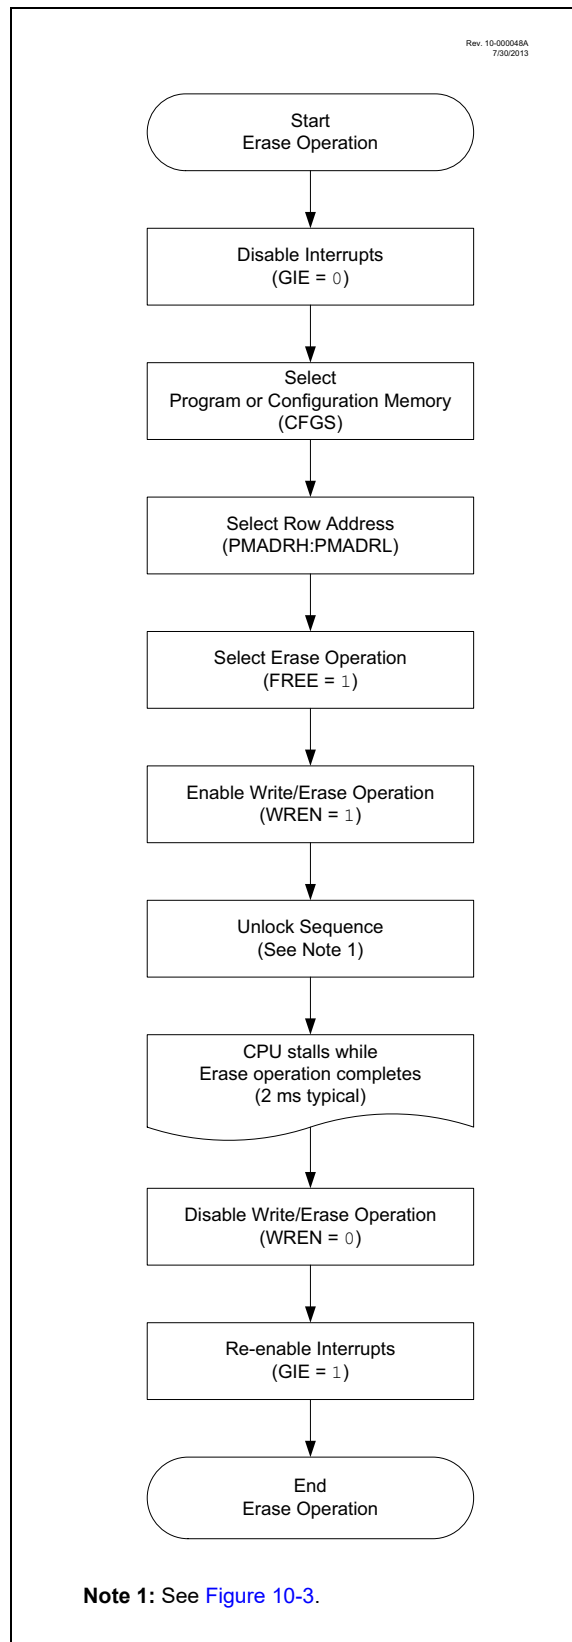 Rev. 10-000048A
7/30/2013
Start
Erase Operation
Disable Interrupts
(GIE = 0)
Select
Program or Configuration Memory
(CFGS)
Select Row Address
(PMADRH:PMADRL)
Select Erase Operation
(FREE = 1)
Enable Write/Erase Operation
(WREN = 1)
Unlock Sequence
(See Note 1)
CPU stalls while
Erase operation completes
(2 ms typical)
Disable Write/Erase Operation
(WREN = 0)
Re-enable Interrupts
(GIE = 1)
End
Erase Operation
Note 1: See Figure 10-3.